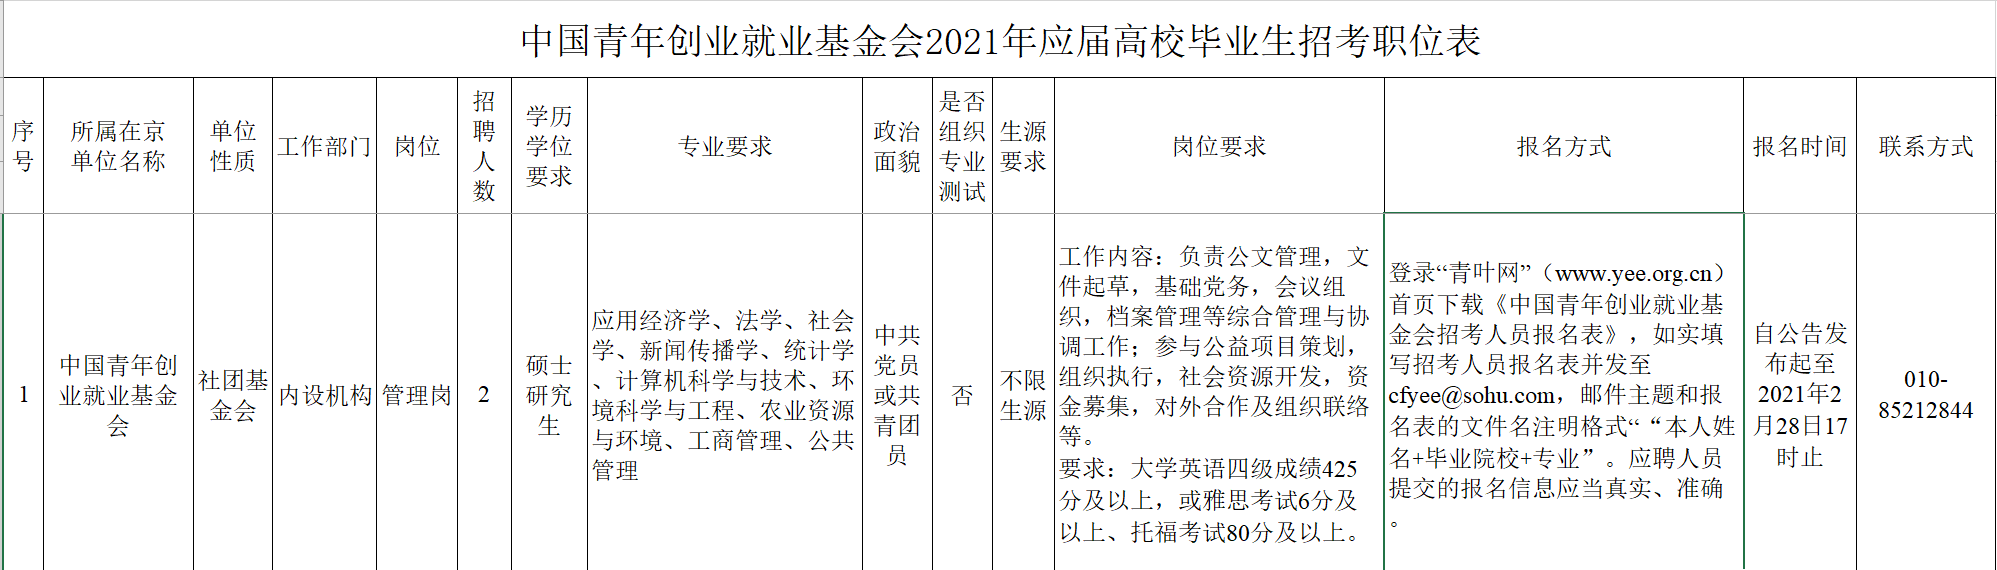 中国青年创业就业基金会2021年应届高校毕业生招考职位表
序
号
所属在京
单位名称
单位
性质
工作部门
岗位
招
聘
人
数
学历
学位
要求
专业要求
政治
面貌
是否
组织
专业
测试
生源
要求
岗位要求
报名方式
报名时间
联系方式
1
中国青年创
业就业基金
会
社团基
金会
内设机构
管理岗
2
硕士
研究
生
应用经济学、法学、社会
学、新闻传播学、统计学
、计算机科学与技术、环
境科学与工程、农业资源
与环境、工商管理、公共
管理
中共
党员
或共
青团
员
否
不限
生源
工作内容：负责公文管理，文
件起草，基础党务，会议组
织，档案管理等综合管理与协
调工作；参与公益项目策划，
组织执行，社会资源开发，资
金募集，对外合作及组织联络
等。
要求：大学英语四级成绩425
分及以上，或雅思考试6分及
以上、托福考试80分及以上。
登录“青叶网”（www.yee.org.cn）
首页下载《中国青年创业就业基
金会招考人员报名表》，如实填
写招考人员报名表并发至
cfyee@sohu.com，邮件主题和报
名表的文件名注明格式““本人姓
名+毕业院校+专业”。应聘人员
提交的报名信息应当真实、准确
。
自公告发
布起至
2021年2
月28日17
时止
010-
85212844